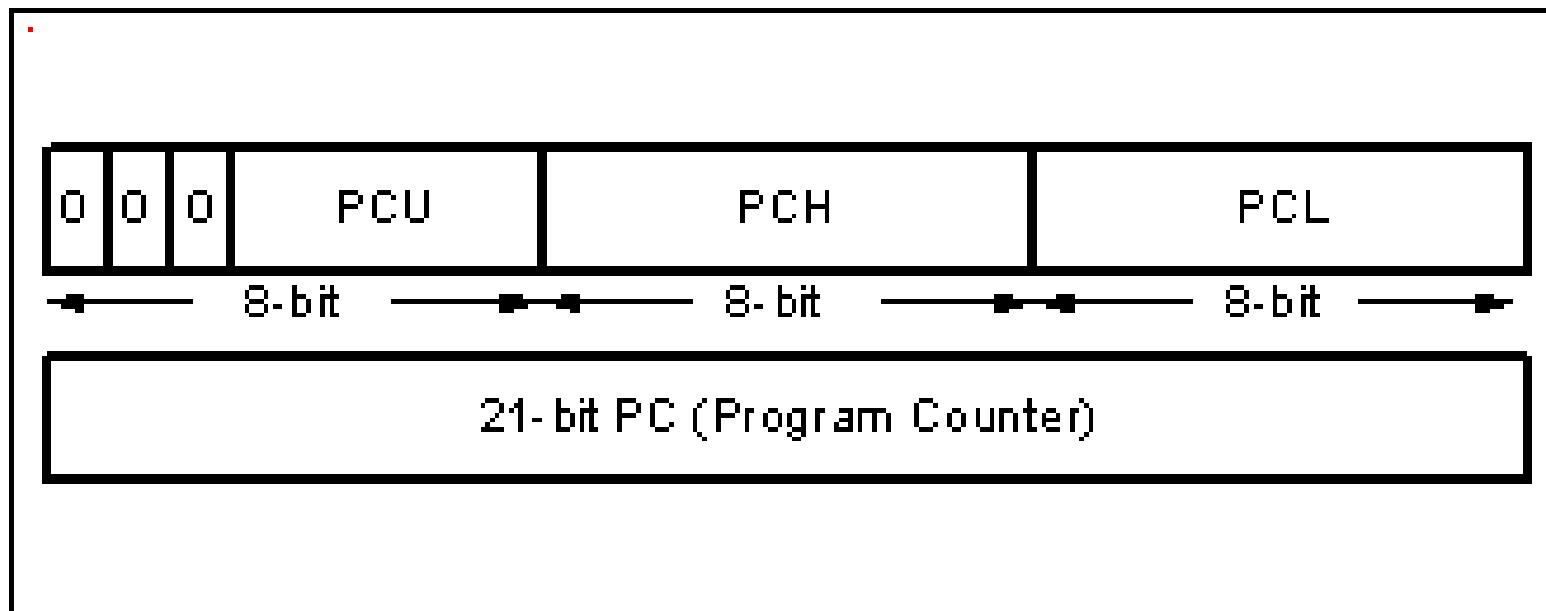 0 0 0 PCU PCH PCL
8-bit 8-bit 8-bit
21-bit PC (Program Counter)